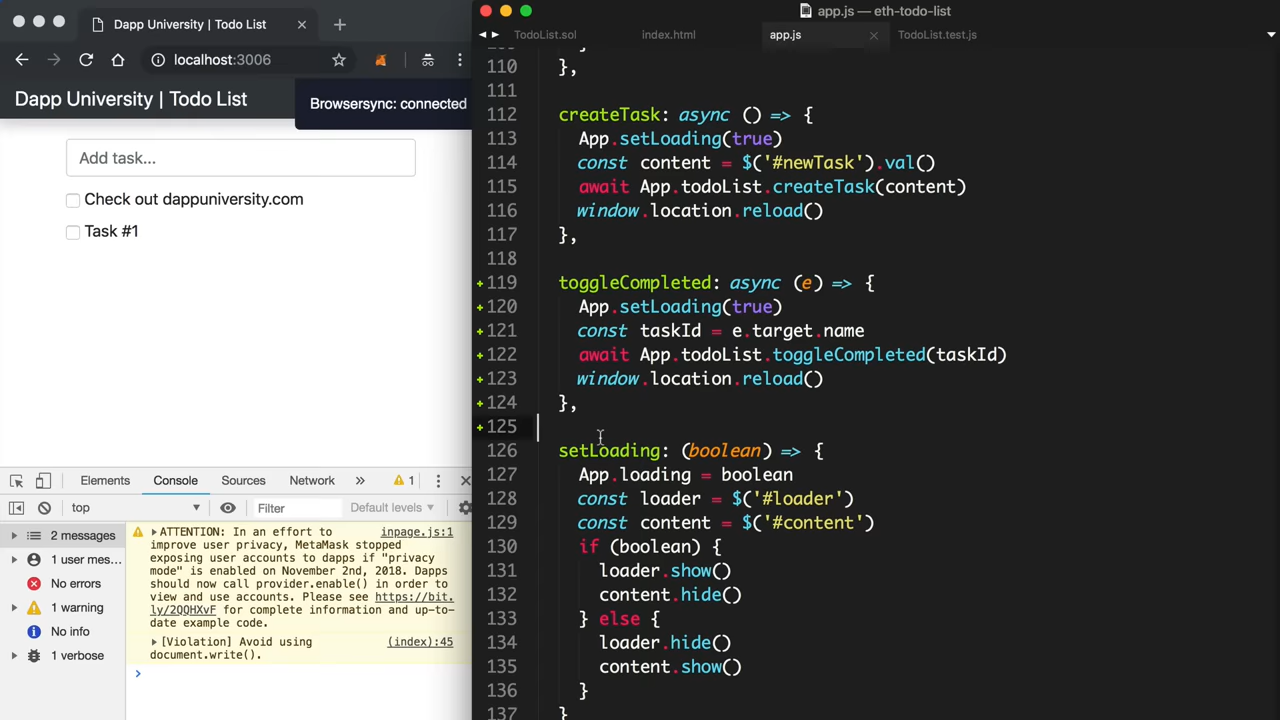 Dapp University | Todo List
localhost:3006
Dapp University | Todo List
Browsersync: connected
Add task...
Check out dappuniversity.com
Task #1
Elements Console Sources Network » 1
top Filter Default levels
2 messages
1 user mes...
No errors
1 warning
No info
1 verbose
ATTENTION: In an effort to inpage.js:1
improve user privacy, MetaMask stopped
exposing user accounts to dapps if "privacy
mode" is enabled on November 2nd, 2018. Dapps
should now call provider.enable() in order to
view and use accounts. Please see https://bit.
ly/2QQHXvF for complete information and up-to-
date example code.
[Violation] Avoid using (index):45
document.write().
app.js — eth-todo-list
TodoList.sol index.html app.js TodoList.test.js
110 },
111
112 createTask: async () => {
113 App.setLoading(true)
114 const content = $('#newTask').val()
115 await App.todoList.createTask(content)
116 window.location.reload()
117 },
118
119 toggleCompleted: async (e) => {
120 App.setLoading(true)
121 const taskId = e.target.name
122 await App.todoList.toggleCompleted(taskId)
123 window.location.reload()
124 },
125
126 setLoading: (boolean) => {
127 App.loading = boolean
128 const loader = $('#loader')
129 const content = $('#content')
130 if (boolean) {
131 loader.show()
132 content.hide()
133 } else {
134 loader.hide()
135 content.show()
136 }
137 }